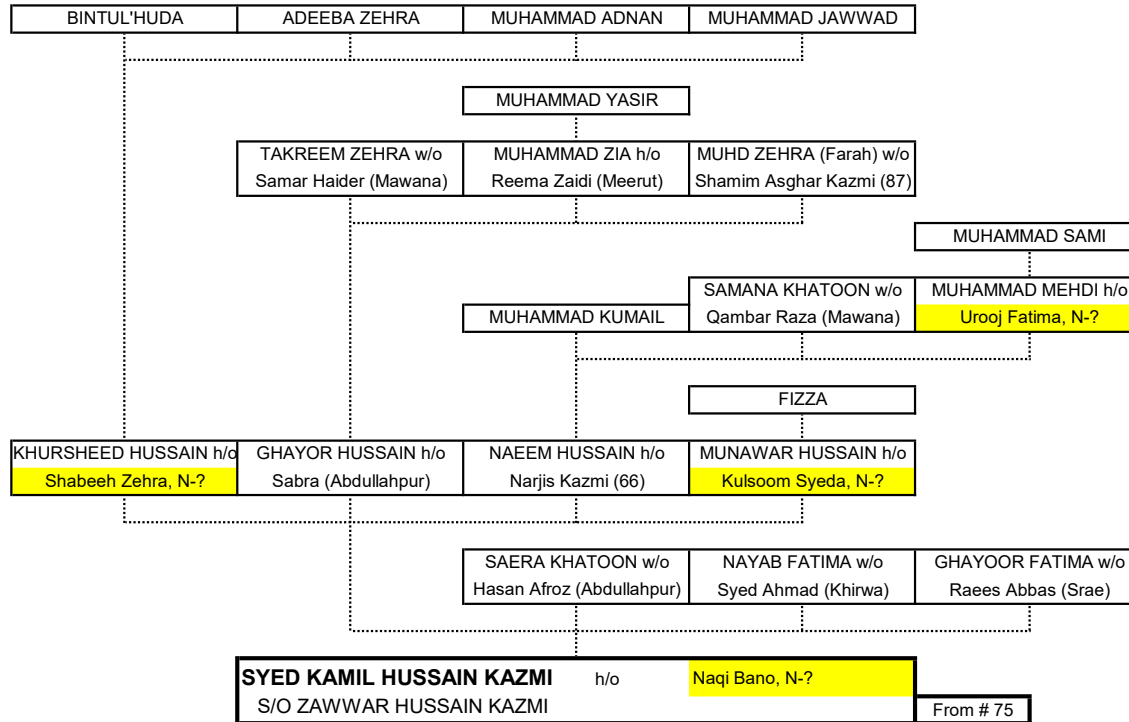 BINTUL'HUDA ADEEBA ZEHRA MUHAMMAD ADNAN MUHAMMAD JAWWAD
MUHAMMAD YASIR
TAKREEM ZEHRA w/o MUHAMMAD ZIA h/o MUHD ZEHRA (Farah) w/o
Samar Haider (Mawana) Reema Zaidi (Meerut) Shamim Asghar Kazmi (87)
MUHAMMAD SAMI
SAMANA KHATOON w/o MUHAMMAD MEHDI h/o
MUHAMMAD KUMAIL Qambar Raza (Mawana) Urooj Fatima, N-?
FIZZA
KHURSHEED HUSSAIN h/o GHAYOR HUSSAIN h/o NAEEM HUSSAIN h/o MUNAWAR HUSSAIN h/o
Shabeeh Zehra, N-? Sabra (Abdullahpur) Narjis Kazmi (66) Kulsoom Syeda, N-?
SAERA KHATOON w/o NAYAB FATIMA w/o GHAYOOR FATIMA w/o
Hasan Afroz (Abdullahpur) Syed Ahmad (Khirwa) Raees Abbas (Srae)
SYED KAMIL HUSSAIN KAZMI h/o Naqi Bano, N-?
S/O ZAWWAR HUSSAIN KAZMI From # 75